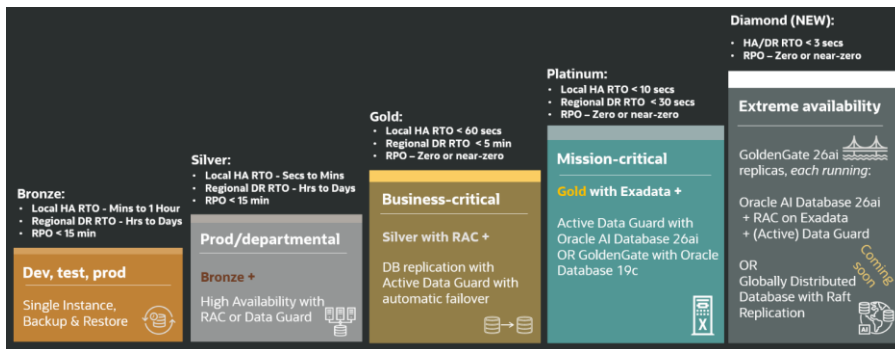 Bronze:
• Local HA RTO - Mins to 1 Hour
• Regional DR RTO - Hrs to Days
• RPO < 15 min
Dev, test, prod
Single Instance,
Backup & Restore
Silver:
• Local HA RTO - Secs to Mins
• Regional DR RTO - Hrs to Days
• RPO < 15 min
Prod/departmental
Bronze +
High Availability with
RAC or Data Guard
Gold:
• Local HA RTO < 60 secs
• Regional DR RTO < 5 min
• RPO – Zero or near-zero
Business-critical
Silver with RAC +
DB replication with
Active Data Guard with
automatic failover
Platinum:
• Local HA RTO < 10 secs
• Regional DR RTO < 30 secs
• RPO – Zero or near-zero
Mission-critical
Gold with Exadata +
Active Data Guard with
Oracle AI Database 26ai
OR GoldenGate with Oracle
Database 19c
X
Diamond (NEW):
• HA/DR RTO < 3 secs
• RPO – Zero or near-zero
Extreme availability
GoldenGate 26ai
replicas, each running:
Oracle AI Database 26ai
+ RAC on Exadata
+ (Active) Data Guard
OR
Globally Distributed
Database with Raft
Replication
Coming
soon
AI